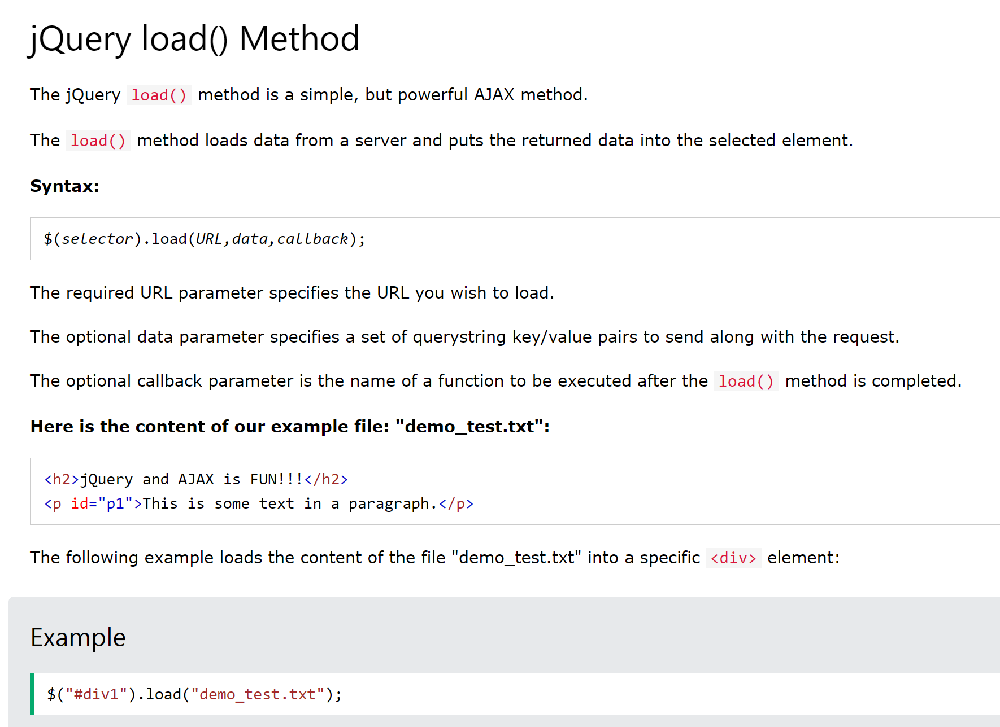 jQuery load() Method
The jQuery load() method is a simple, but powerful AJAX method.
The load() method loads data from a server and puts the returned data into the selected element.
Syntax:
$(selector).load(URL,data,callback);
The required URL parameter specifies the URL you wish to load.
The optional data parameter specifies a set of querystring key/value pairs to send along with the request.
The optional callback parameter is the name of a function to be executed after the load() method is completed.
Here is the content of our example file: "demo_test.txt":
<h2>jQuery and AJAX is FUN!!!</h2>
<p id="p1">This is some text in a paragraph.</p>
The following example loads the content of the file "demo_test.txt" into a specific <div> element:
Example
$("#div1").load("demo_test.txt");